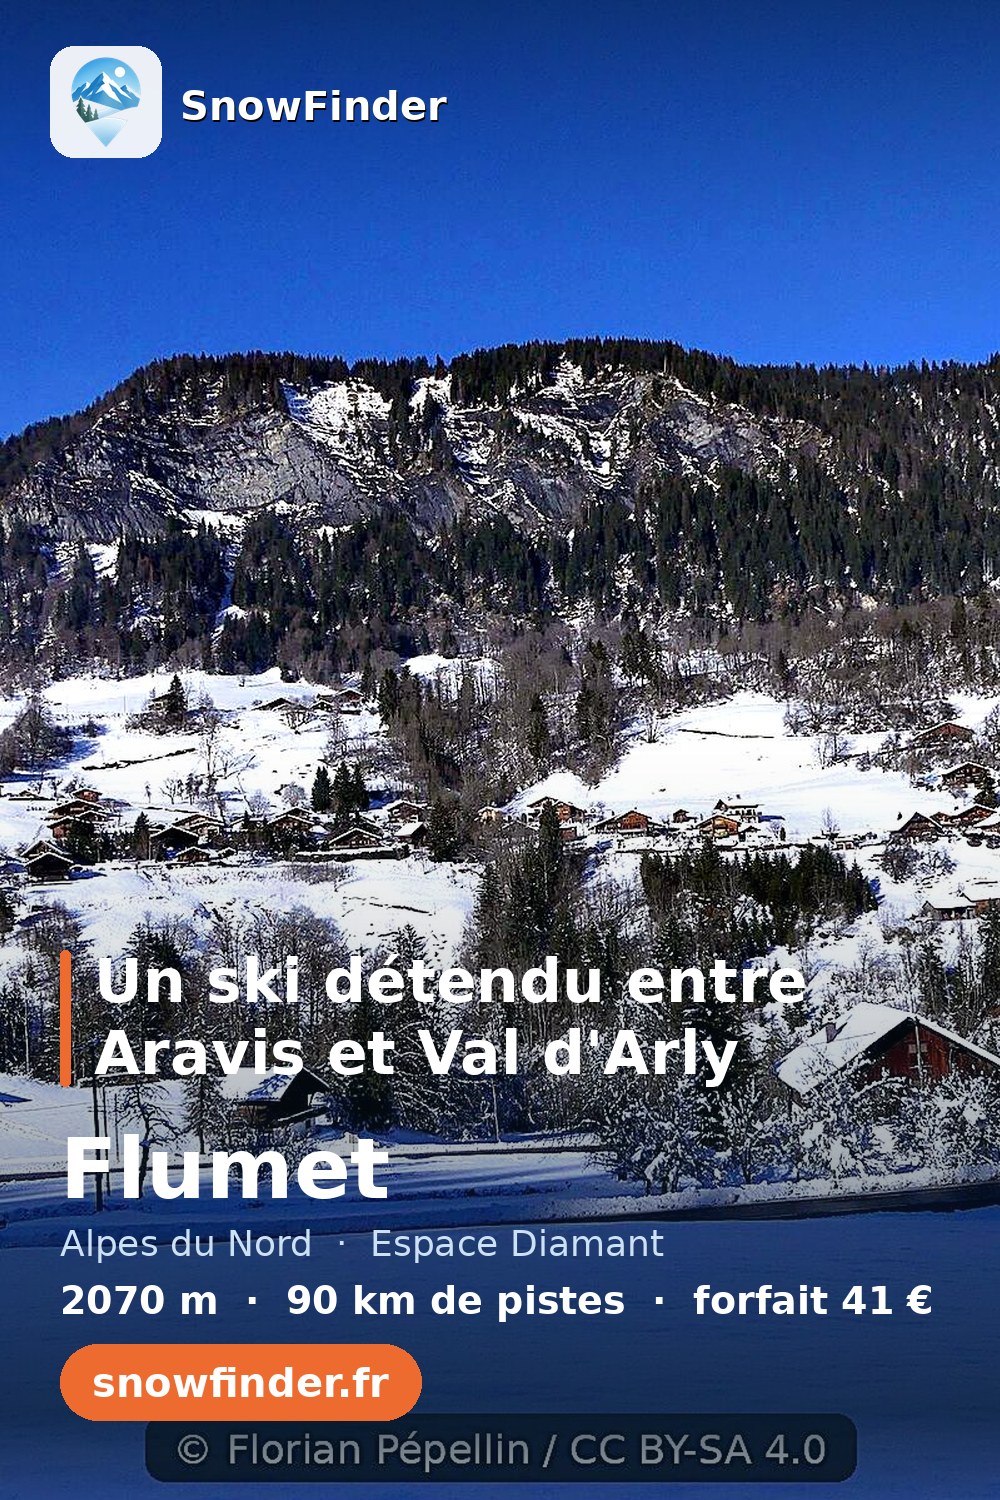 SnowFinder
Un ski détendu entre
Aravis et Val d'Arly
Flumet
Alpes du Nord · Espace Diamant
2070 m · 90 km de pistes · forfait 41 €
snowfinder.fr
© Florian Pépellin / CC BY-SA 4.0